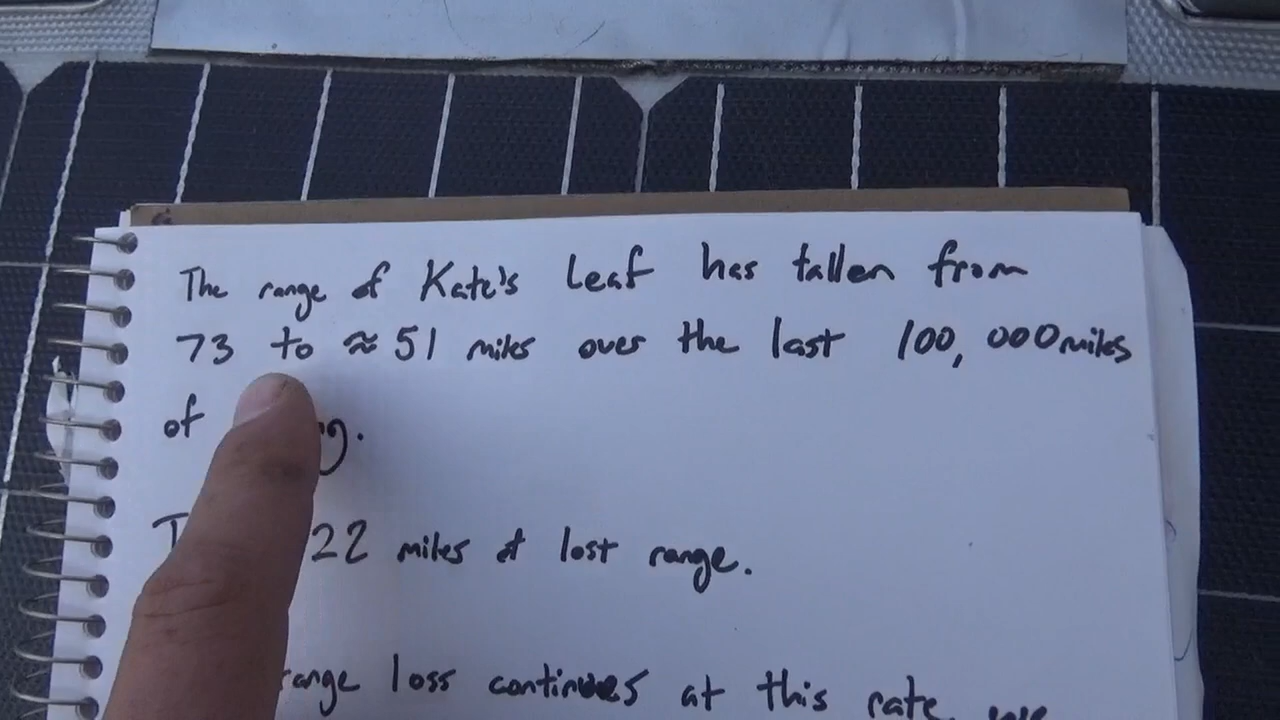 The range of Kate's Leaf has fallen from
73 to ≈ 51 miles over the last 100,000 miles
of
22 miles of lost range.
range loss continues at this rate